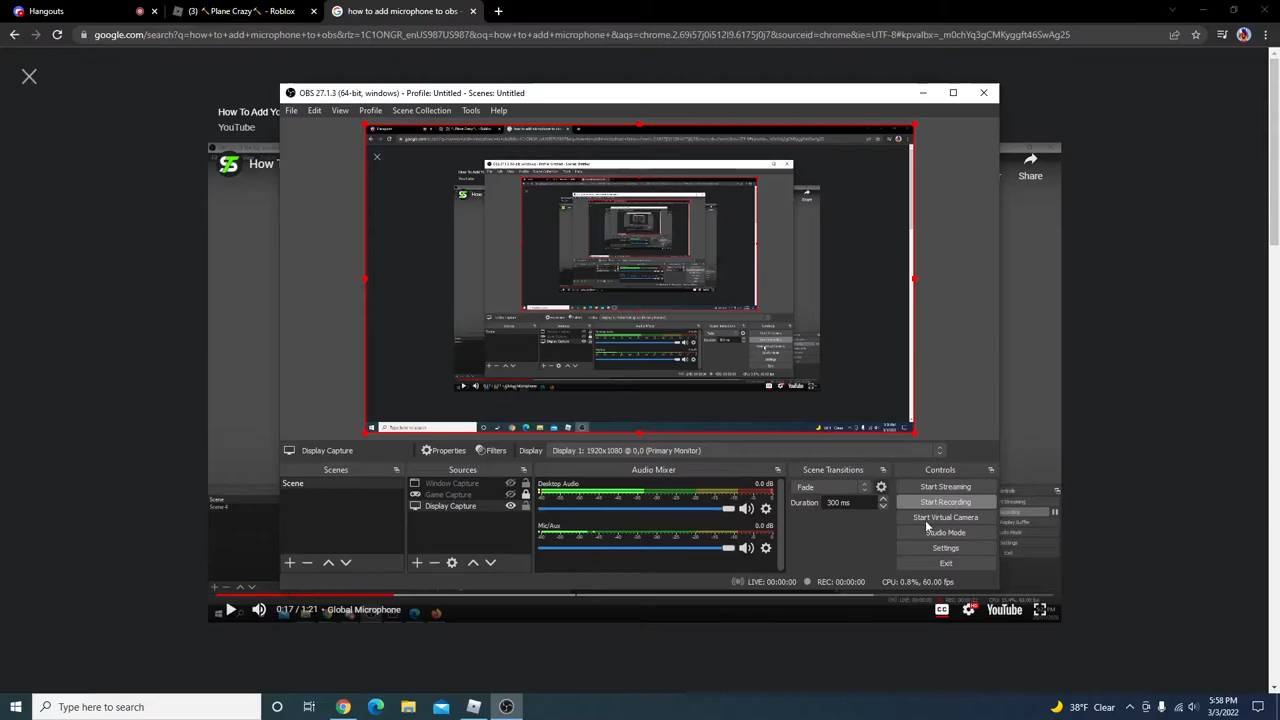 Hangouts
[3] 🔨Plane Crazy🔨 - Roblox
how to add microphone to obs -
google.com/search?q=how+to+add+microphone+to+obs&rlz=1C1ONGR_enUS987US987&oq=how+to+add+microphone+&aqs=chrome.2.69i57j0i512l9.6175j0j7&sourceid=chrome&ie=UTF-8#kpvalbx=_m0chYq3gCMKyggft46SwAg25
OBS 27.1.3 (64-bit, windows) - Profile: Untitled - Scenes: Untitled
File Edit View Profile Scene Collection Tools Help
How To Add Yo
YouTube
How T
Share
Display Capture Properties Filters Display Display 1: 1920x1080 @ 0,0 (Primary Monitor)
Scenes Sources Audio Mixer Scene Transitions Controls
Scene
Window Capture
Game Capture
Display Capture
Desktop Audio 0.0 dB
Mic/Aux 0.0 dB
Fade
Duration 300 ms
Start Streaming
Start Recording
Start Virtual Camera
Studio Mode
Settings
Exit
Scene
Scene 4
LIVE: 00:00:00 REC: 00:00:00 CPU: 0.8%, 60.00 fps
0:17 / 1:21 • Global Microphone
CC HD YouTube
Type here to search
38°F Clear
5:58 PM
3/3/2022